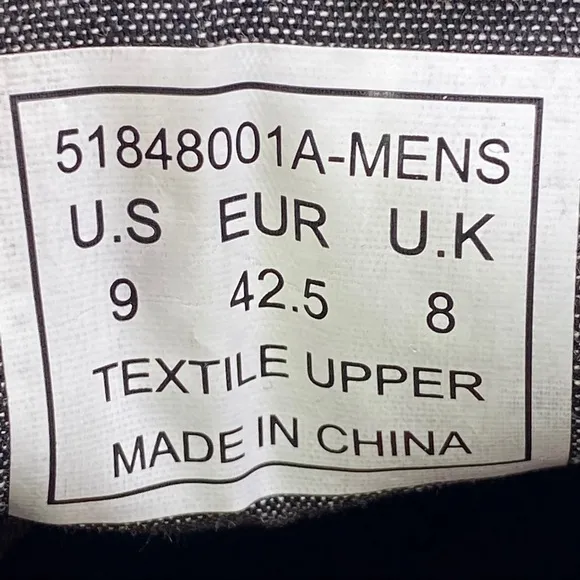 51848001A-MENS
U.S EUR U.K
9 42.5 8
TEXTILE UPPER
MADE IN CHINA